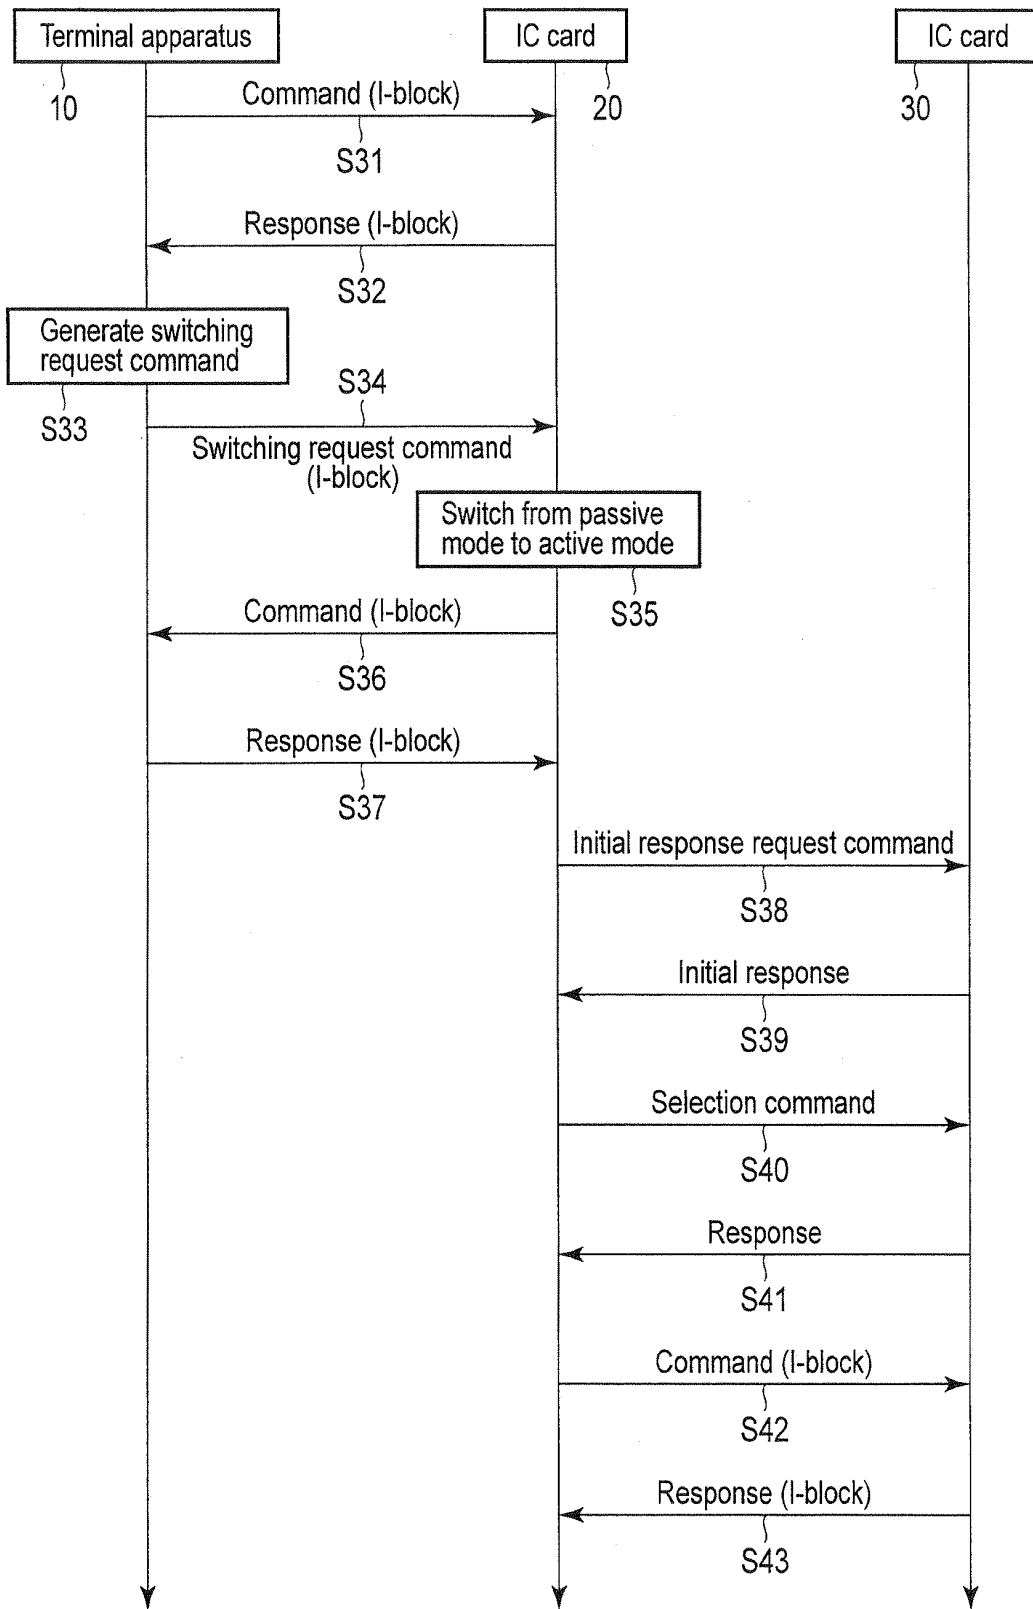 Terminal apparatus
IC card
IC card
10
20
30
Command (I-block)
S31
Response (I-block)
S32
Generate switching
request command
S33
S34
Switching request command
(I-block)
Switch from passive
mode to active mode
S35
Command (I-block)
S36
Response (I-block)
S37
Initial response request command
S38
Initial response
S39
Selection command
S40
Response
S41
Command (I-block)
S42
Response (I-block)
S43